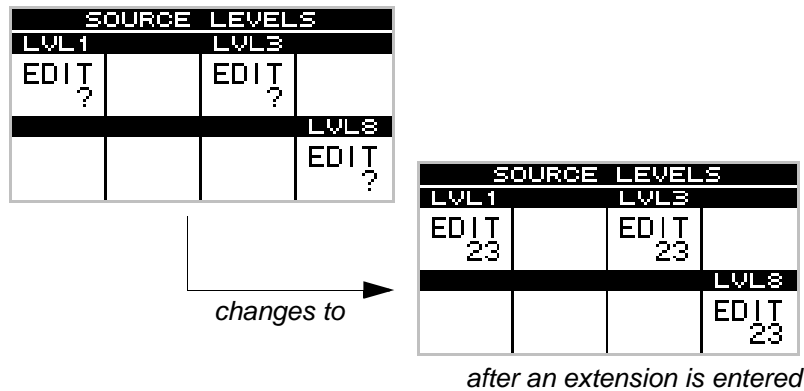 SOURCE LEVELS
LVL1 LVL3
EDIT EDIT
? ?
LVL8
EDIT
?
changes to
SOURCE LEVELS
LVL1 LVL3
EDIT EDIT
23 23
LVL8
EDIT
23
after an extension is entered